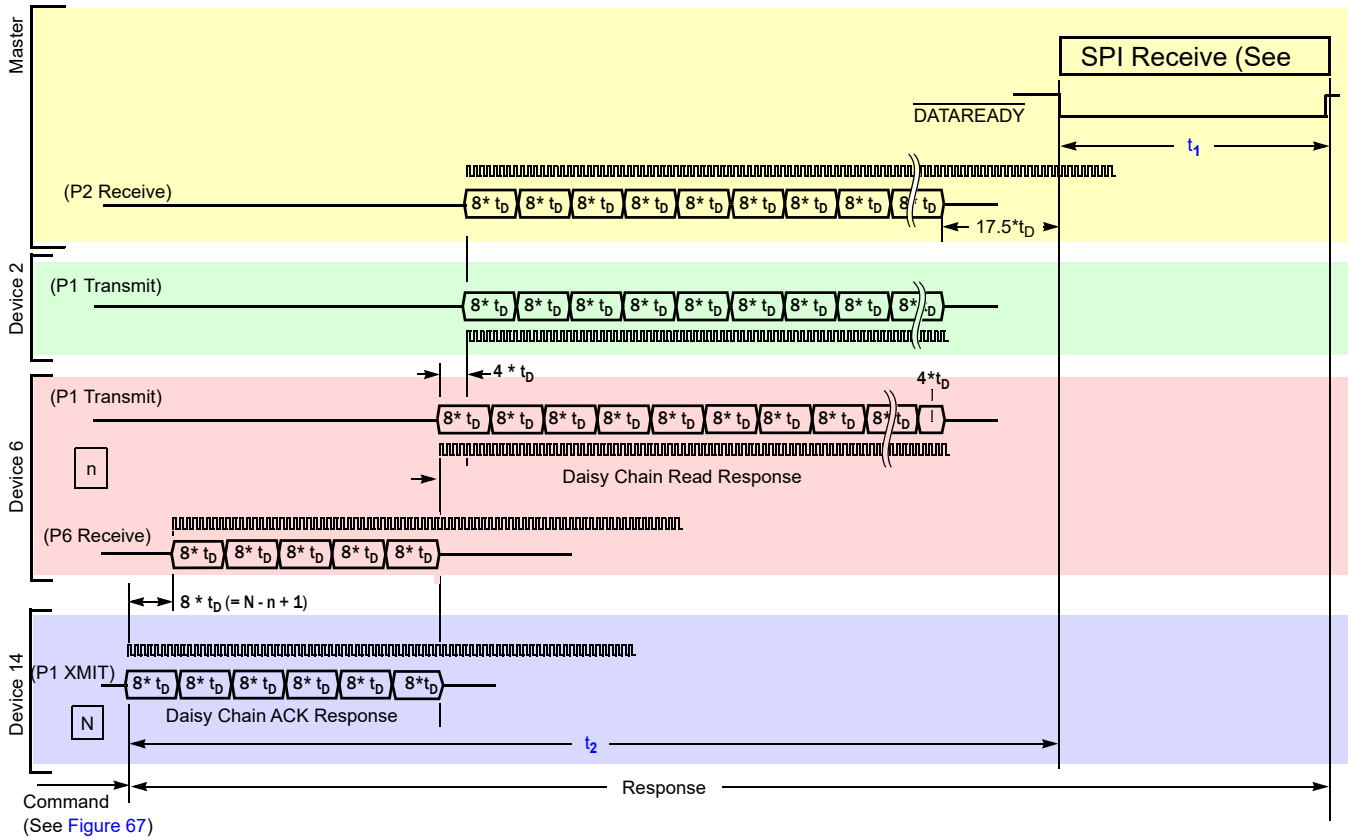 Master
SPI Receive (See
DATAREADY
t1
(P2 Receive)
8* tD 8* tD 8* tD 8* tD 8* tD 8* tD 8* tD 8* tD 8* tD
17.5*tD
Device 2
(P1 Transmit)
8* tD 8* tD 8* tD 8* tD 8* tD 8* tD 8* tD 8* tD 8* tD
4 * tD
4*tD
Device 6
(P1 Transmit)
8* tD 8* tD 8* tD 8* tD 8* tD 8* tD 8* tD 8* tD 8* tD
n
Daisy Chain Read Response
(P6 Receive)
8* tD 8* tD 8* tD 8* tD 8* tD
8 * tD (= N - n + 1)
Device 14
(P1 XMIT)
8* tD 8* tD 8* tD 8* tD 8* tD 8*tD
N
Daisy Chain ACK Response
t2
Response
Command
(See Figure 67)